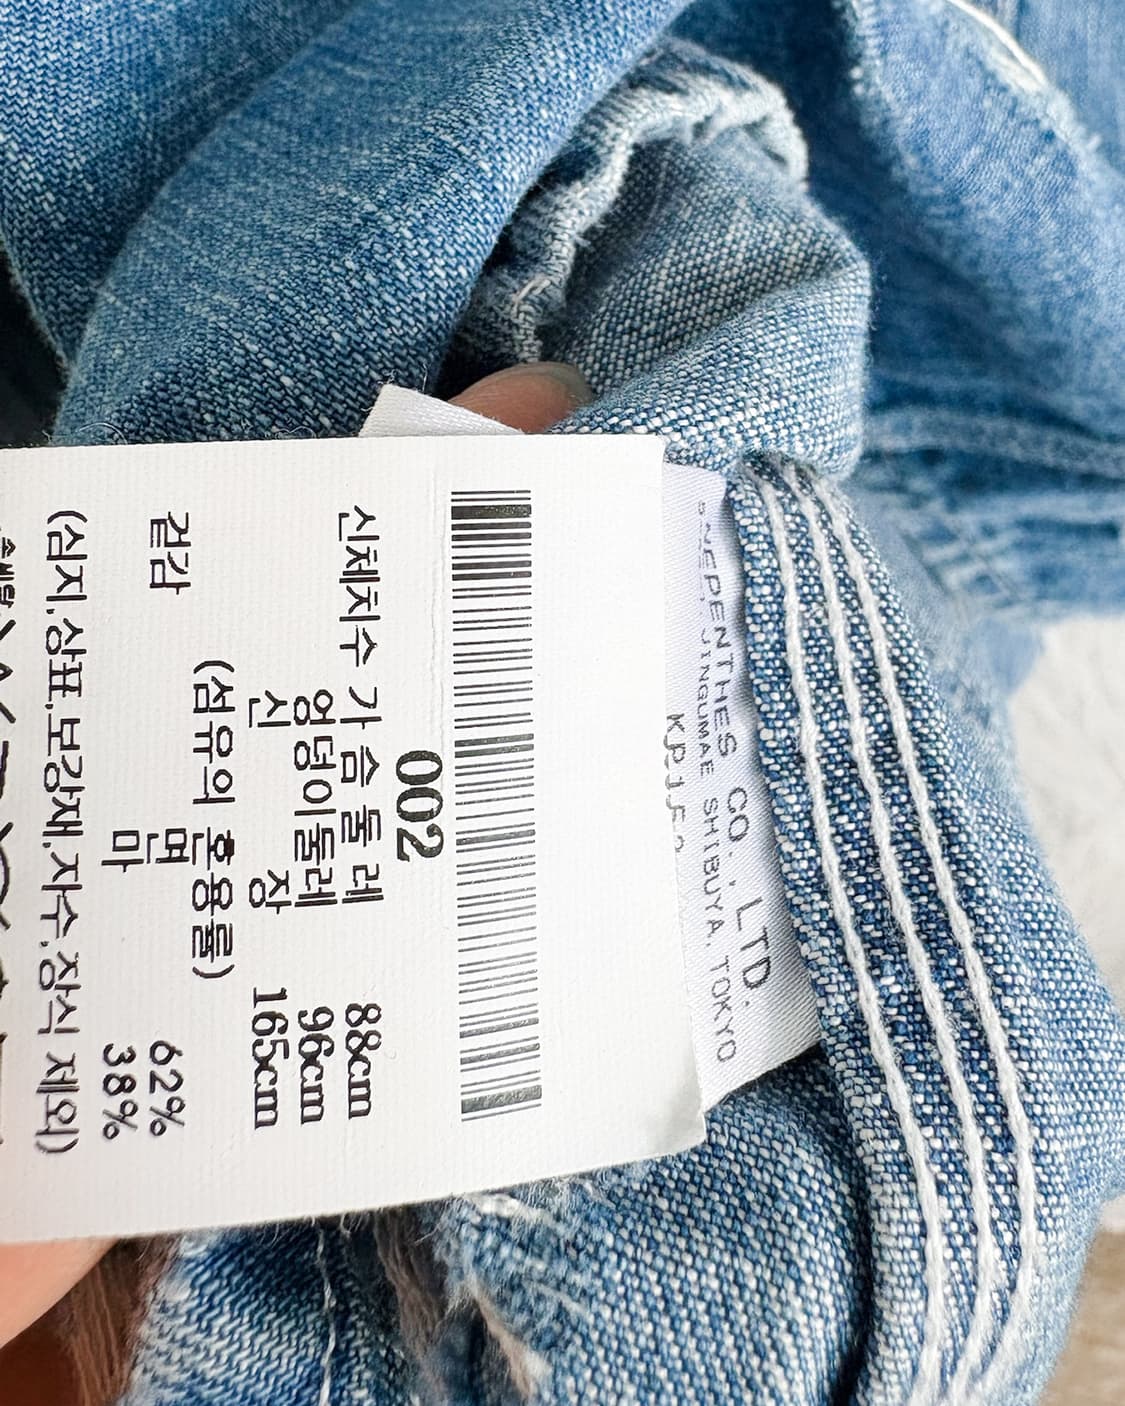 002
신체치수 가슴둘레 88cm
엉덩이둘레 96cm
신 장 165cm
(섬유의 혼용률)
겉감 면 62%
마 38%
(심지,상표,보강재,자수,장식 제외)
NEPENTHES CO., LTD.
JINGUMAE SHIBUYA, TOKYO